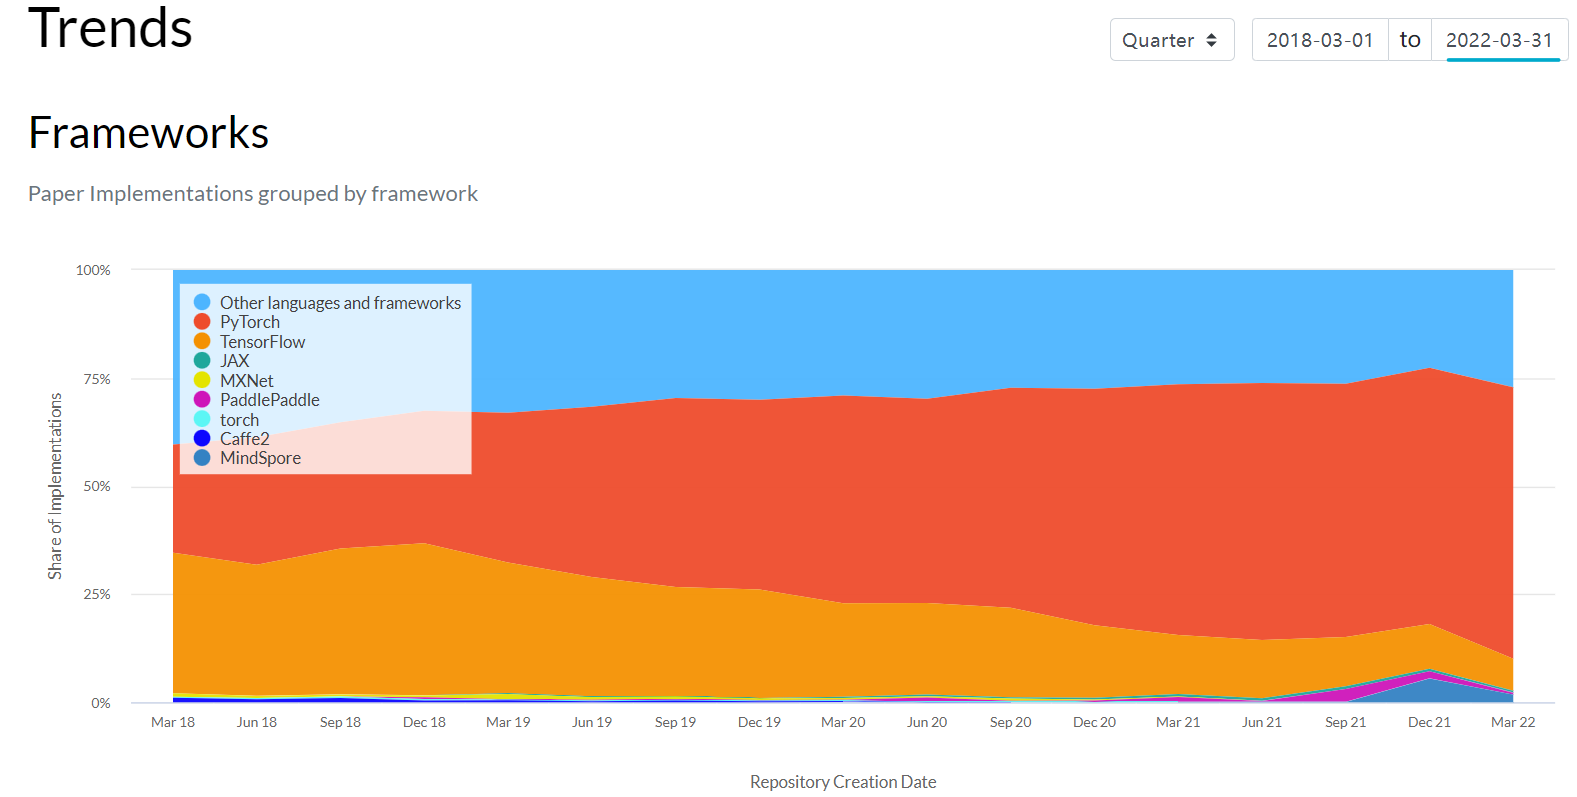 Trends
Quarter 2018-03-01 to 2022-03-31
Frameworks
Paper Implementations grouped by framework
100%
75%
50%
25%
0%
Share of Implementations
Other languages and frameworks
PyTorch
TensorFlow
JAX
MXNet
PaddlePaddle
torch
Caffe2
MindSpore
Mar 18 Jun 18 Sep 18 Dec 18 Mar 19 Jun 19 Sep 19 Dec 19 Mar 20 Jun 20 Sep 20 Dec 20 Mar 21 Jun 21 Sep 21 Dec 21 Mar 22
Repository Creation Date